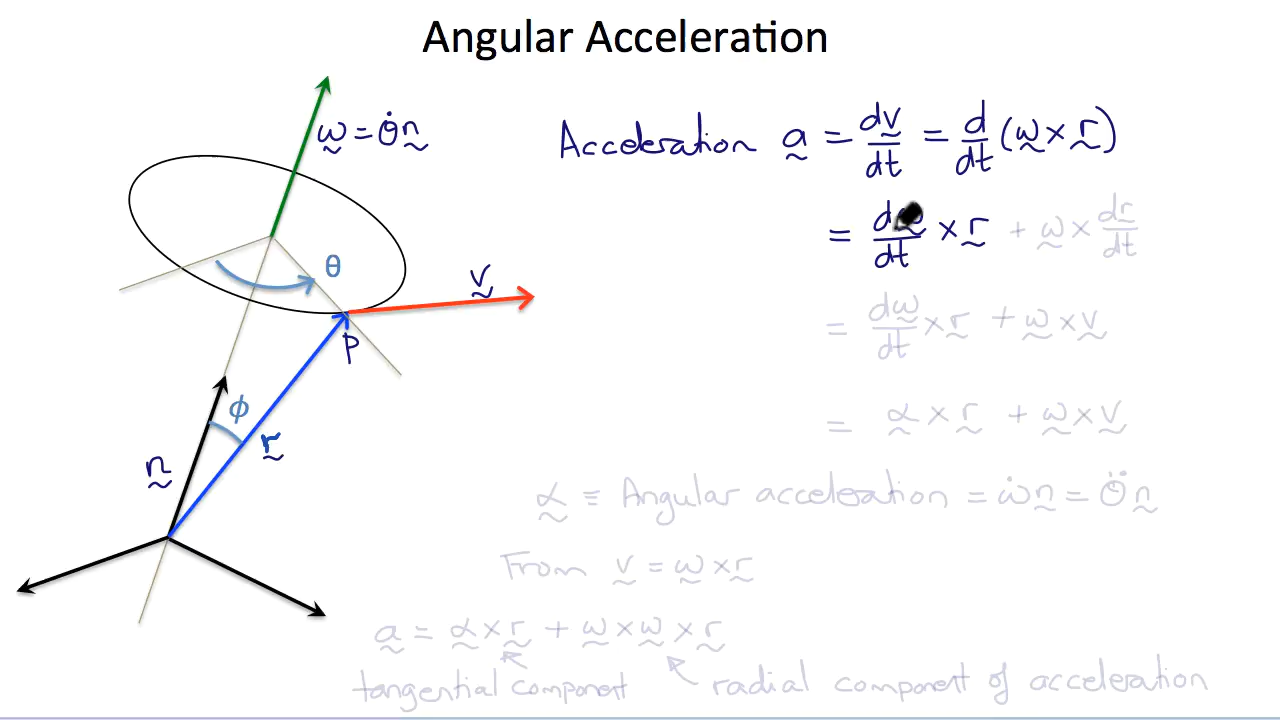 Angular Acceleration
ω = θ̇n
Acceleration a = dv/dt = d/dt (ω × r)
= dω/dt × r + ω × dr/dt
θ
v
P
= dω/dt × r + ω × v
ϕ
r
n
= α × r + ω × v
α ≡ Angular acceleration = ω̇n = θ̈n
From v = ω × r
a = α × r + ω × ω × r
tangential component radial component of acceleration